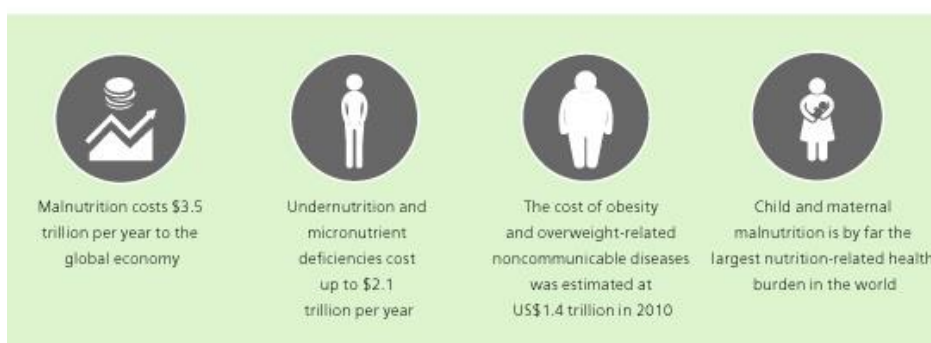 Malnutrition costs $3.5
trillion per year to the
global economy
Undernutrition and
micronutrient
deficiencies cost
up to $2.1
trillion per year
The cost of obesity
and overweight-related
noncommunicable diseases
was estimated at
US$1.4 trillion in 2010
Child and maternal
malnutrition is by far the
largest nutrition-related health
burden in the world